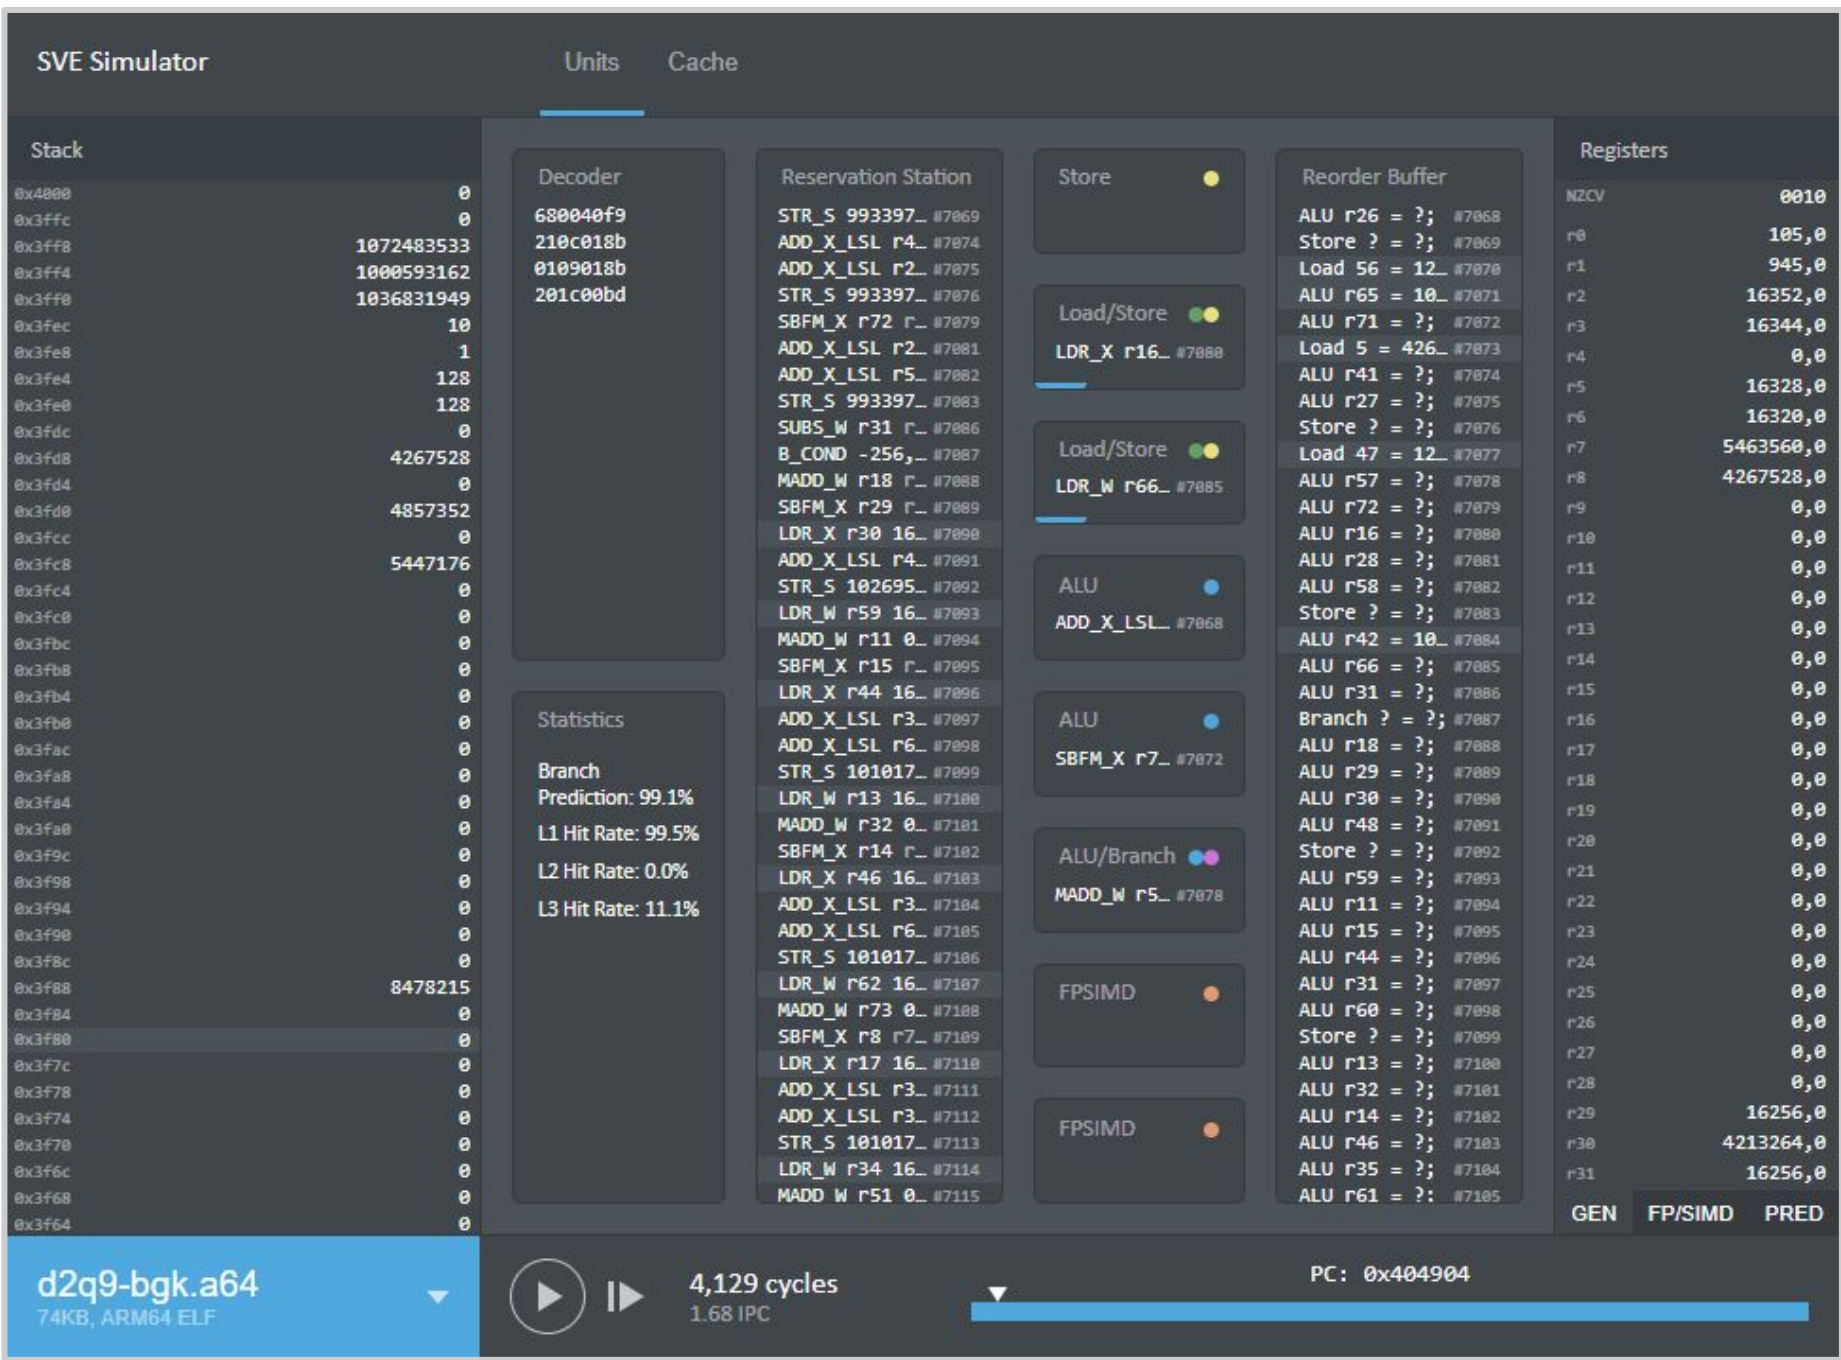 SVE Simulator
Units Cache
Stack
0x4000 0
0x3ffc 0
0x3ff8 1072483533
0x3ff4 1000593162
0x3ff0 1036831949
0x3fec 10
0x3fe8 1
0x3fe4 128
0x3fe0 128
0x3fdc 0
0x3fd8 4267528
0x3fd4 0
0x3fd0 4857352
0x3fcc 0
0x3fc8 5447176
0x3fc4 0
0x3fc0 0
0x3fbc 0
0x3fb8 0
0x3fb4 0
0x3fb0 0
0x3fac 0
0x3fa8 0
0x3fa4 0
0x3fa0 0
0x3f9c 0
0x3f98 0
0x3f94 0
0x3f90 0
0x3f8c 0
0x3f88 8478215
0x3f84 0
0x3f80 0
0x3f7c 0
0x3f78 0
0x3f74 0
0x3f70 0
0x3f6c 0
0x3f68 0
0x3f64 0
Decoder
680040f9
210c018b
0109018b
201c00bd
Statistics
Branch
Prediction: 99.1%
L1 Hit Rate: 99.5%
L2 Hit Rate: 0.0%
L3 Hit Rate: 11.1%
Reservation Station
STR_S 993397… #7069
ADD_X_LSL r4… #7074
ADD_X_LSL r2… #7075
STR_S 993397… #7076
SBFM_X r72 r… #7079
ADD_X_LSL r2… #7081
ADD_X_LSL r5… #7082
STR_S 993397… #7083
SUBS_W r31 r… #7086
B_COND -256,… #7087
MADD_W r18 r… #7088
SBFM_X r29 r… #7089
LDR_X r30 16… #7090
ADD_X_LSL r4… #7091
STR_S 102695… #7092
LDR_W r59 16… #7093
MADD_W r11 0… #7094
SBFM_X r15 r… #7095
LDR_X r44 16… #7096
ADD_X_LSL r3… #7097
ADD_X_LSL r6… #7098
STR_S 101017… #7099
LDR_W r13 16… #7100
MADD_W r32 0… #7101
SBFM_X r14 r… #7102
LDR_X r46 16… #7103
ADD_X_LSL r3… #7104
ADD_X_LSL r6… #7105
STR_S 101017… #7106
LDR_W r62 16… #7107
MADD_W r73 0… #7108
SBFM_X r8 r7… #7109
LDR_X r17 16… #7110
ADD_X_LSL r3… #7111
ADD_X_LSL r3… #7112
STR_S 101017… #7113
LDR_W r34 16… #7114
MADD W r51 0… #7115
Store
Load/Store
LDR_X r16… #7080
Load/Store
LDR_W r66… #7085
ALU
ADD_X_LSL… #7068
ALU
SBFM_X r7… #7072
ALU/Branch
MADD_W r5… #7078
FPSIMD
FPSIMD
Reorder Buffer
ALU r26 = ?; #7068
Store ? = ?; #7069
Load 56 = 12… #7070
ALU r65 = 10… #7071
ALU r71 = ?; #7072
Load 5 = 426… #7073
ALU r41 = ?; #7074
ALU r27 = ?; #7075
Store ? = ?; #7076
Load 47 = 12… #7077
ALU r57 = ?; #7078
ALU r72 = ?; #7079
ALU r16 = ?; #7080
ALU r28 = ?; #7081
ALU r58 = ?; #7082
Store ? = ?; #7083
ALU r42 = 10… #7084
ALU r66 = ?; #7085
ALU r31 = ?; #7086
Branch ? = ?; #7087
ALU r18 = ?; #7088
ALU r29 = ?; #7089
ALU r30 = ?; #7090
ALU r48 = ?; #7091
Store ? = ?; #7092
ALU r59 = ?; #7093
ALU r11 = ?; #7094
ALU r15 = ?; #7095
ALU r44 = ?; #7096
ALU r31 = ?; #7097
ALU r60 = ?; #7098
Store ? = ?; #7099
ALU r13 = ?; #7100
ALU r32 = ?; #7101
ALU r14 = ?; #7102
ALU r46 = ?; #7103
ALU r35 = ?; #7104
ALU r61 = ?; #7105
Registers
NZCV 0010
r0 105,0
r1 945,0
r2 16352,0
r3 16344,0
r4 0,0
r5 16328,0
r6 16320,0
r7 5463560,0
r8 4267528,0
r9 0,0
r10 0,0
r11 0,0
r12 0,0
r13 0,0
r14 0,0
r15 0,0
r16 0,0
r17 0,0
r18 0,0
r19 0,0
r20 0,0
r21 0,0
r22 0,0
r23 0,0
r24 0,0
r25 0,0
r26 0,0
r27 0,0
r28 0,0
r29 16256,0
r30 4213264,0
r31 16256,0
GEN FP/SIMD PRED
d2q9-bgk.a64
74KB, ARM64 ELF
4,129 cycles
1.68 IPC
PC: 0x404904